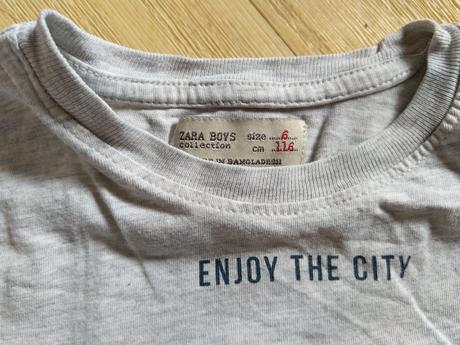 ZARA BOYS size 6
collection cm 116
IN BANGLADESH
ENJOY THE CITY